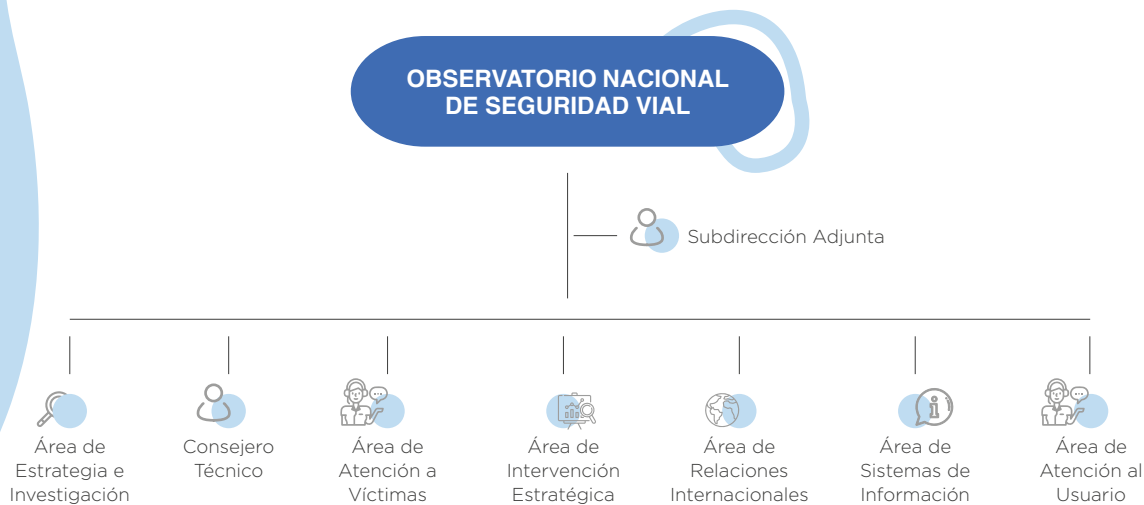 OBSERVATORIO NACIONAL
DE SEGURIDAD VIAL
Subdirección Adjunta
Área de
Estrategia e
Investigación
Consejero
Técnico
Área de
Atención a
Víctimas
Área de
Intervención
Estratégica
Área de
Relaciones
Internacionales
Área de
Sistemas de
Información
Área de
Atención al
Usuario